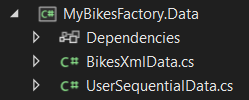 MyBikesFactory.Data
Dependencies
C# BikesXmlData.cs
C# UserSequentialData.cs